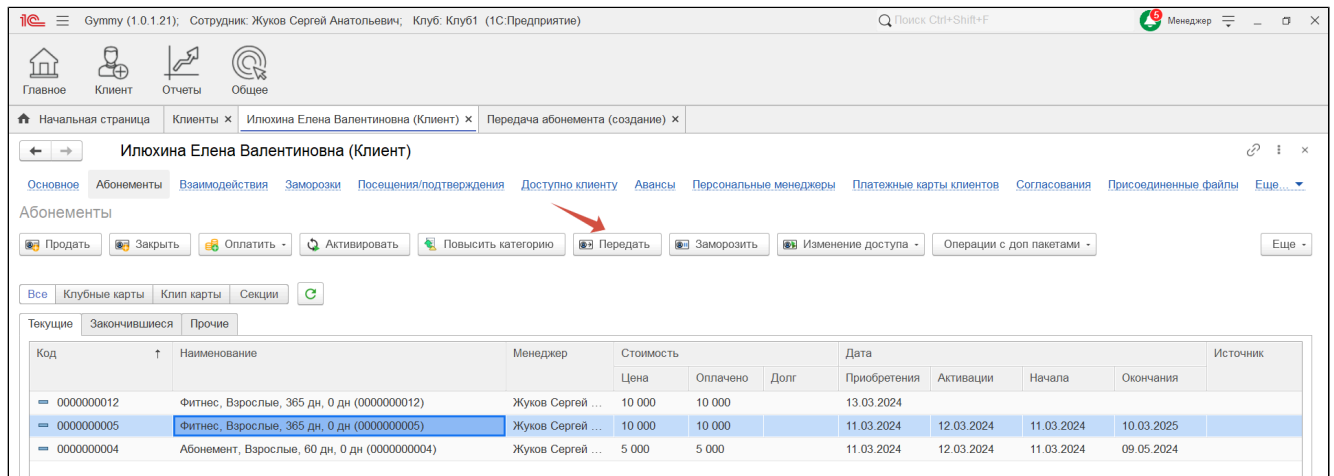 1С Gymmy (1.0.1.21); Сотрудник: Жуков Сергей Анатольевич; Клуб: Клуб1 (1С:Предприятие) Поиск Ctrl+Shift+F 5 Менеджер
Главное Клиент Отчеты Общее
Начальная страница Клиенты × Илюхина Елена Валентиновна (Клиент) × Передача абонемента (создание) ×
Илюхина Елена Валентиновна (Клиент)
Основное Абонементы Взаимодействия Заморозки Посещения/подтверждения Доступно клиенту Авансы Персональные менеджеры Платежные карты клиентов Согласования Присоединенные файлы Еще...
Абонементы
Продать Закрыть Оплатить Активировать Повысить категорию Передать Заморозить Изменение доступа Операции с доп пакетами Еще
Все Клубные карты Клип карты Секции
Текущие Закончившиеся Прочие
Код ↑ Наименование Менеджер Стоимость Дата Источник
Цена Оплачено Долг Приобретения Активации Начала Окончания
0000000012 Фитнес, Взрослые, 365 дн, 0 дн (0000000012) Жуков Сергей ... 10 000 10 000 13.03.2024
0000000005 Фитнес, Взрослые, 365 дн, 0 дн (0000000005) Жуков Сергей ... 10 000 10 000 11.03.2024 12.03.2024 11.03.2024 10.03.2025
0000000004 Абонемент, Взрослые, 60 дн, 0 дн (0000000004) Жуков Сергей ... 5 000 5 000 11.03.2024 12.03.2024 11.03.2024 09.05.2024